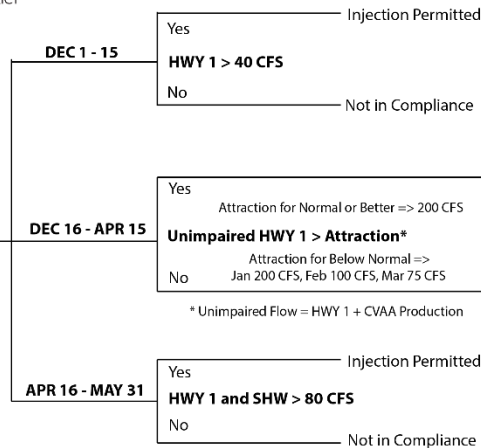 Injection Permitted
Yes
DEC 1 - 15
HWY 1 > 40 CFS
No
Not in Compliance
Yes
Attraction for Normal or Better => 200 CFS
DEC 16 - APR 15
Unimpaired HWY 1 > Attraction*
Attraction for Below Normal =>
No
Jan 200 CFS, Feb 100 CFS, Mar 75 CFS
* Unimpaired Flow = HWY 1 + CVAA Production
Injection Permitted
Yes
APR 16 - MAY 31
HWY 1 and SHW > 80 CFS
No
Not in Compliance